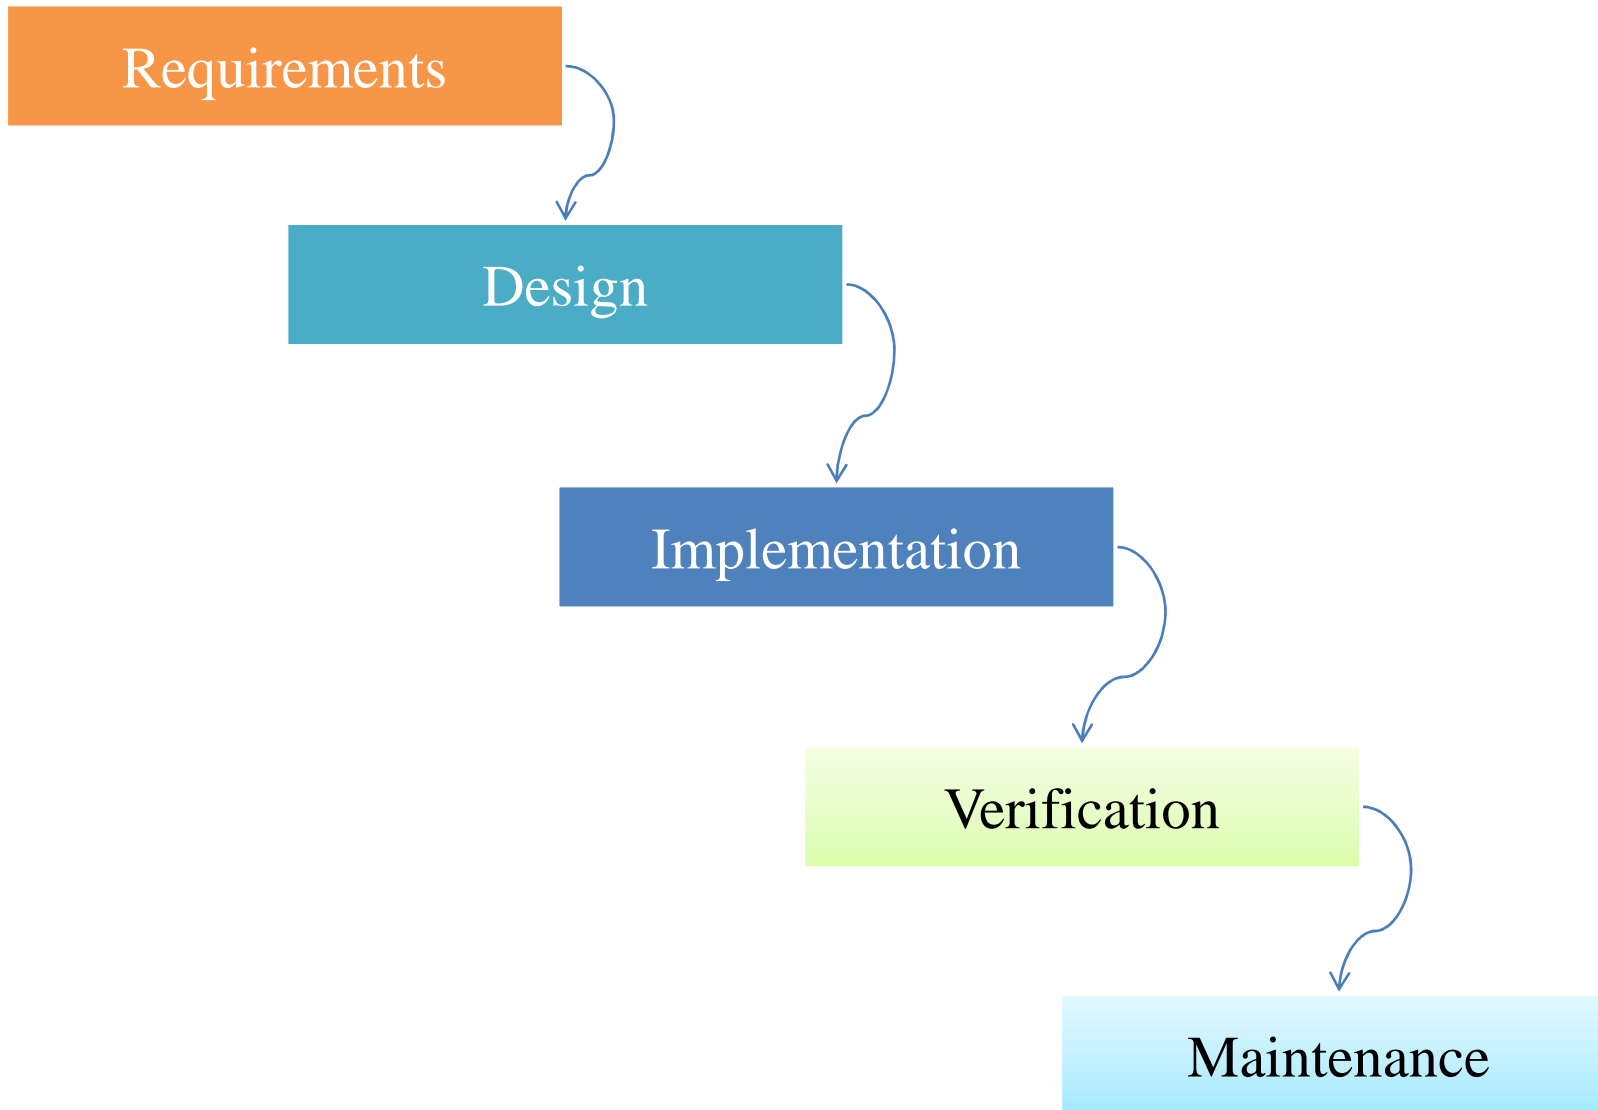 Requirements
Design
Implementation
Verification
Maintenance